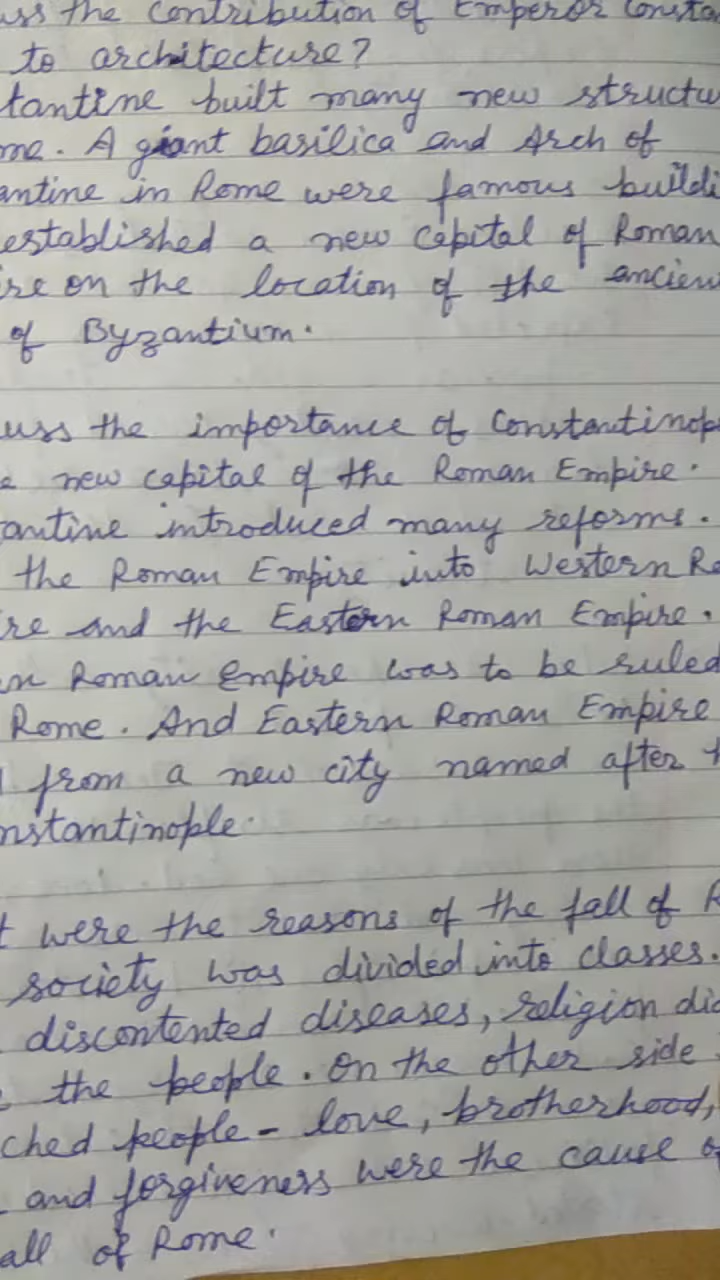 uss the contribution of Emperor Consta
to architecture?
tantine built many new structu
me. A giant basilica and Arch of
antine in Rome were famous buildi
established a new capital of Roman
ire on the location of the ancien
of Byzantium.
uss the importance of Constantinop
e new capital of the Roman Empire.
antine introduced many reforms.
the Roman Empire into Western Ro
ire and the Eastern Roman Empire.
rn Roman Empire was to be ruled
Rome. And Eastern Roman Empire
d from a new city named after
nstantinople.
t were the reasons of the fall of R
society was divided into classes.
discontented diseases, religion did
the people. On the other side
ched people - love, brotherhood,
and forgiveness were the cause o
all of Rome.